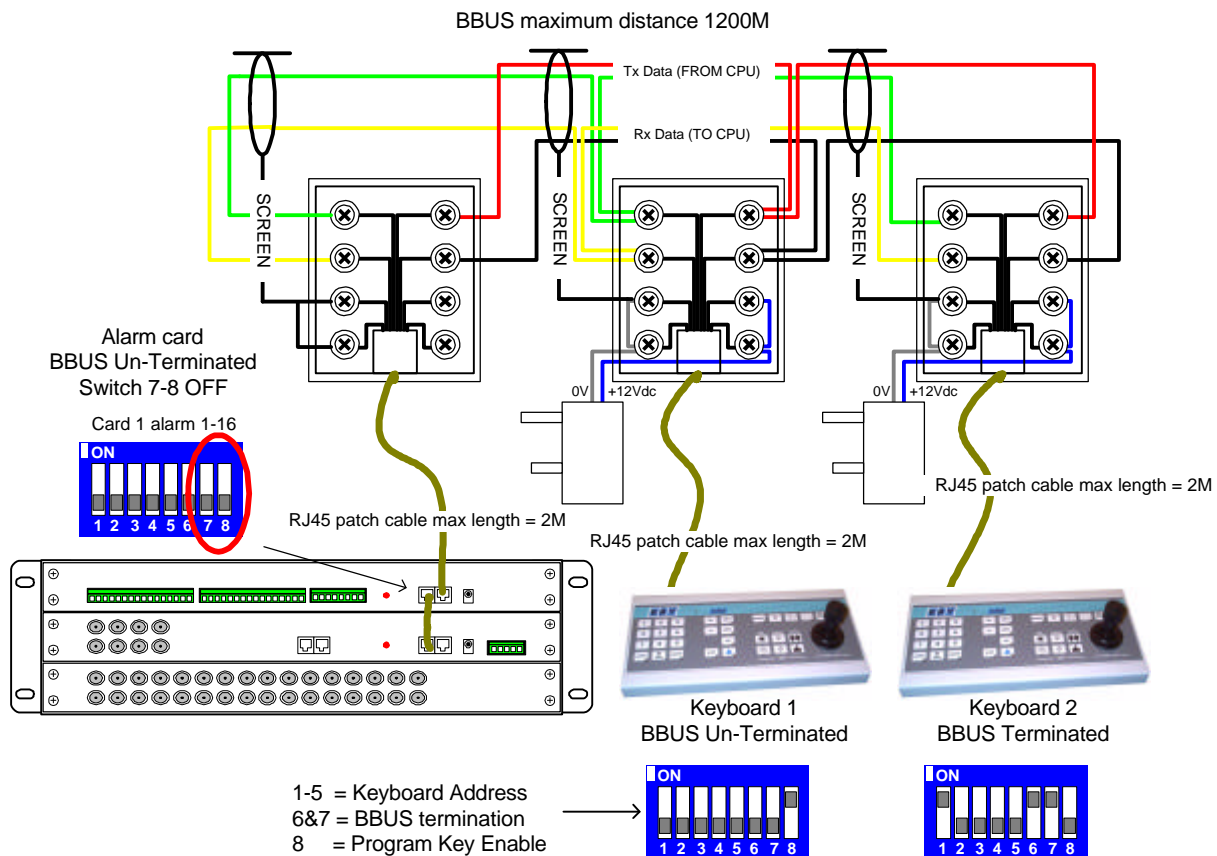 BBUS maximum distance 1200M
Tx Data (FROM CPU)
Rx Data (TO CPU)
SCREEN
SCREEN
SCREEN
Alarm card
BBUS Un-Terminated
Switch 7-8 OFF
Card 1 alarm 1-16
ON
1 2 3 4 5 6 7 8
0V +12Vdc
0V +12Vdc
RJ45 patch cable max length = 2M
RJ45 patch cable max length = 2M
RJ45 patch cable max length = 2M
Keyboard 1
BBUS Un-Terminated
Keyboard 2
BBUS Terminated
1-5 = Keyboard Address
6&7 = BBUS termination
8 = Program Key Enable
ON
1 2 3 4 5 6 7 8
ON
1 2 3 4 5 6 7 8